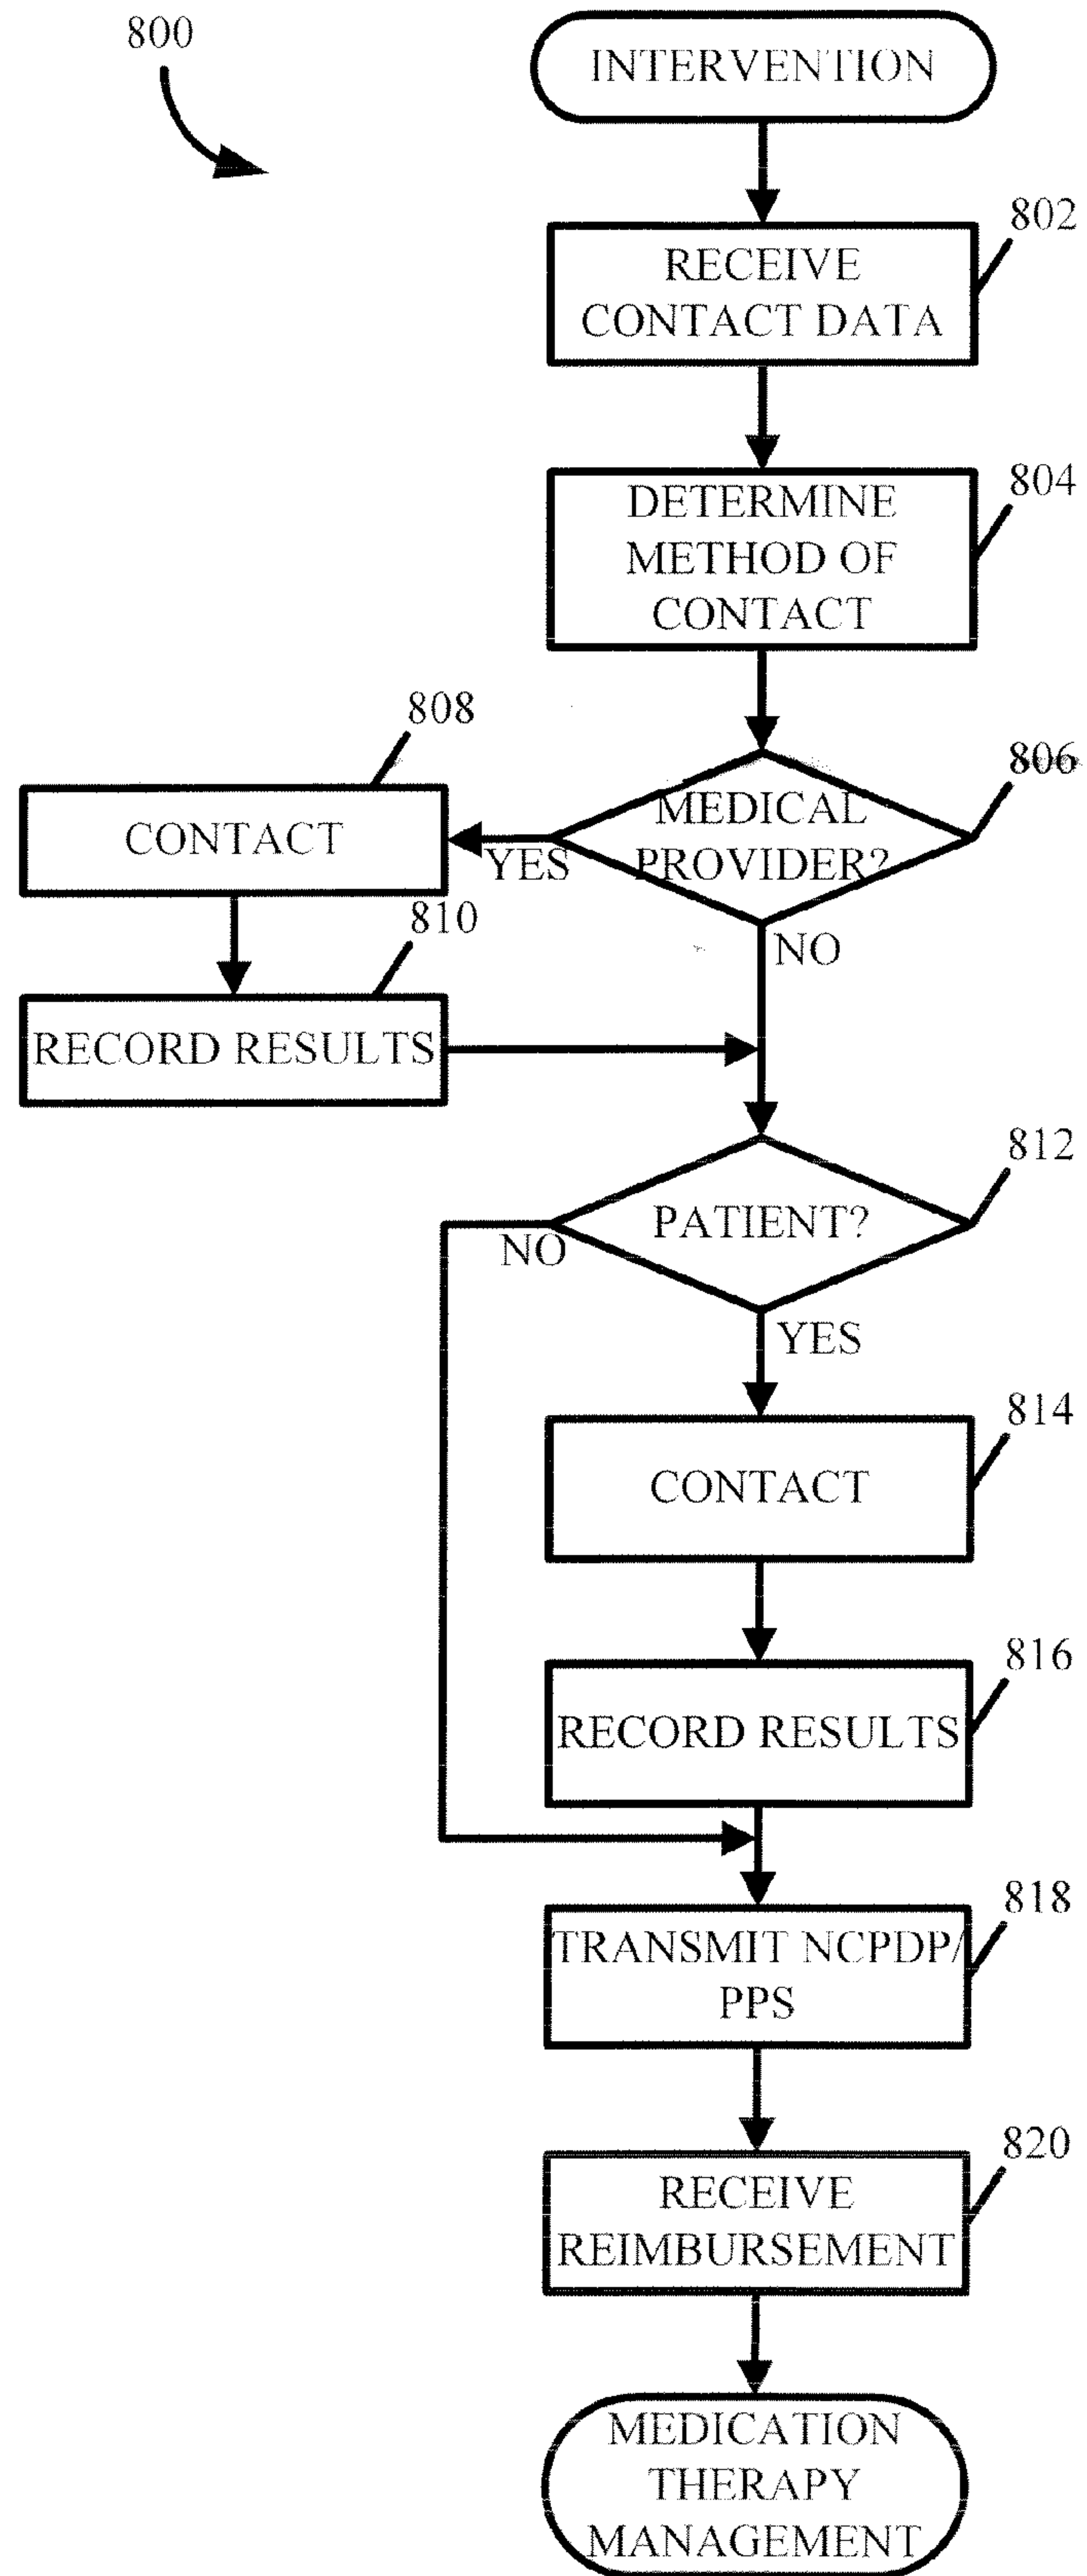 800
INTERVENTION
802
RECEIVE
CONTACT DATA
804
DETERMINE
METHOD OF
CONTACT
806
MEDICAL
PROVIDER?
YES
NO
808
CONTACT
810
RECORD RESULTS
812
PATIENT?
NO
YES
814
CONTACT
816
RECORD RESULTS
818
TRANSMIT NCPDP/
PPS
820
RECEIVE
REIMBURSEMENT
MEDICATION
THERAPY
MANAGEMENT